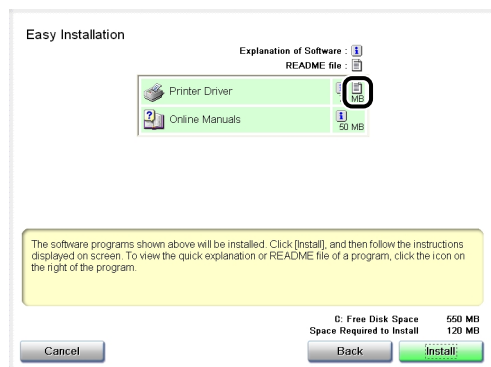 Easy Installation
Explanation of Software :
README file :
Printer Driver
MB
Online Manuals
50 MB
The software programs shown above will be installed. Click [Install], and then follow the instructions
displayed on screen. To view the quick explanation or README file of a program, click the icon on
the right of the program.
C: Free Disk Space 550 MB
Space Required to Install 120 MB
Cancel
Back
Install